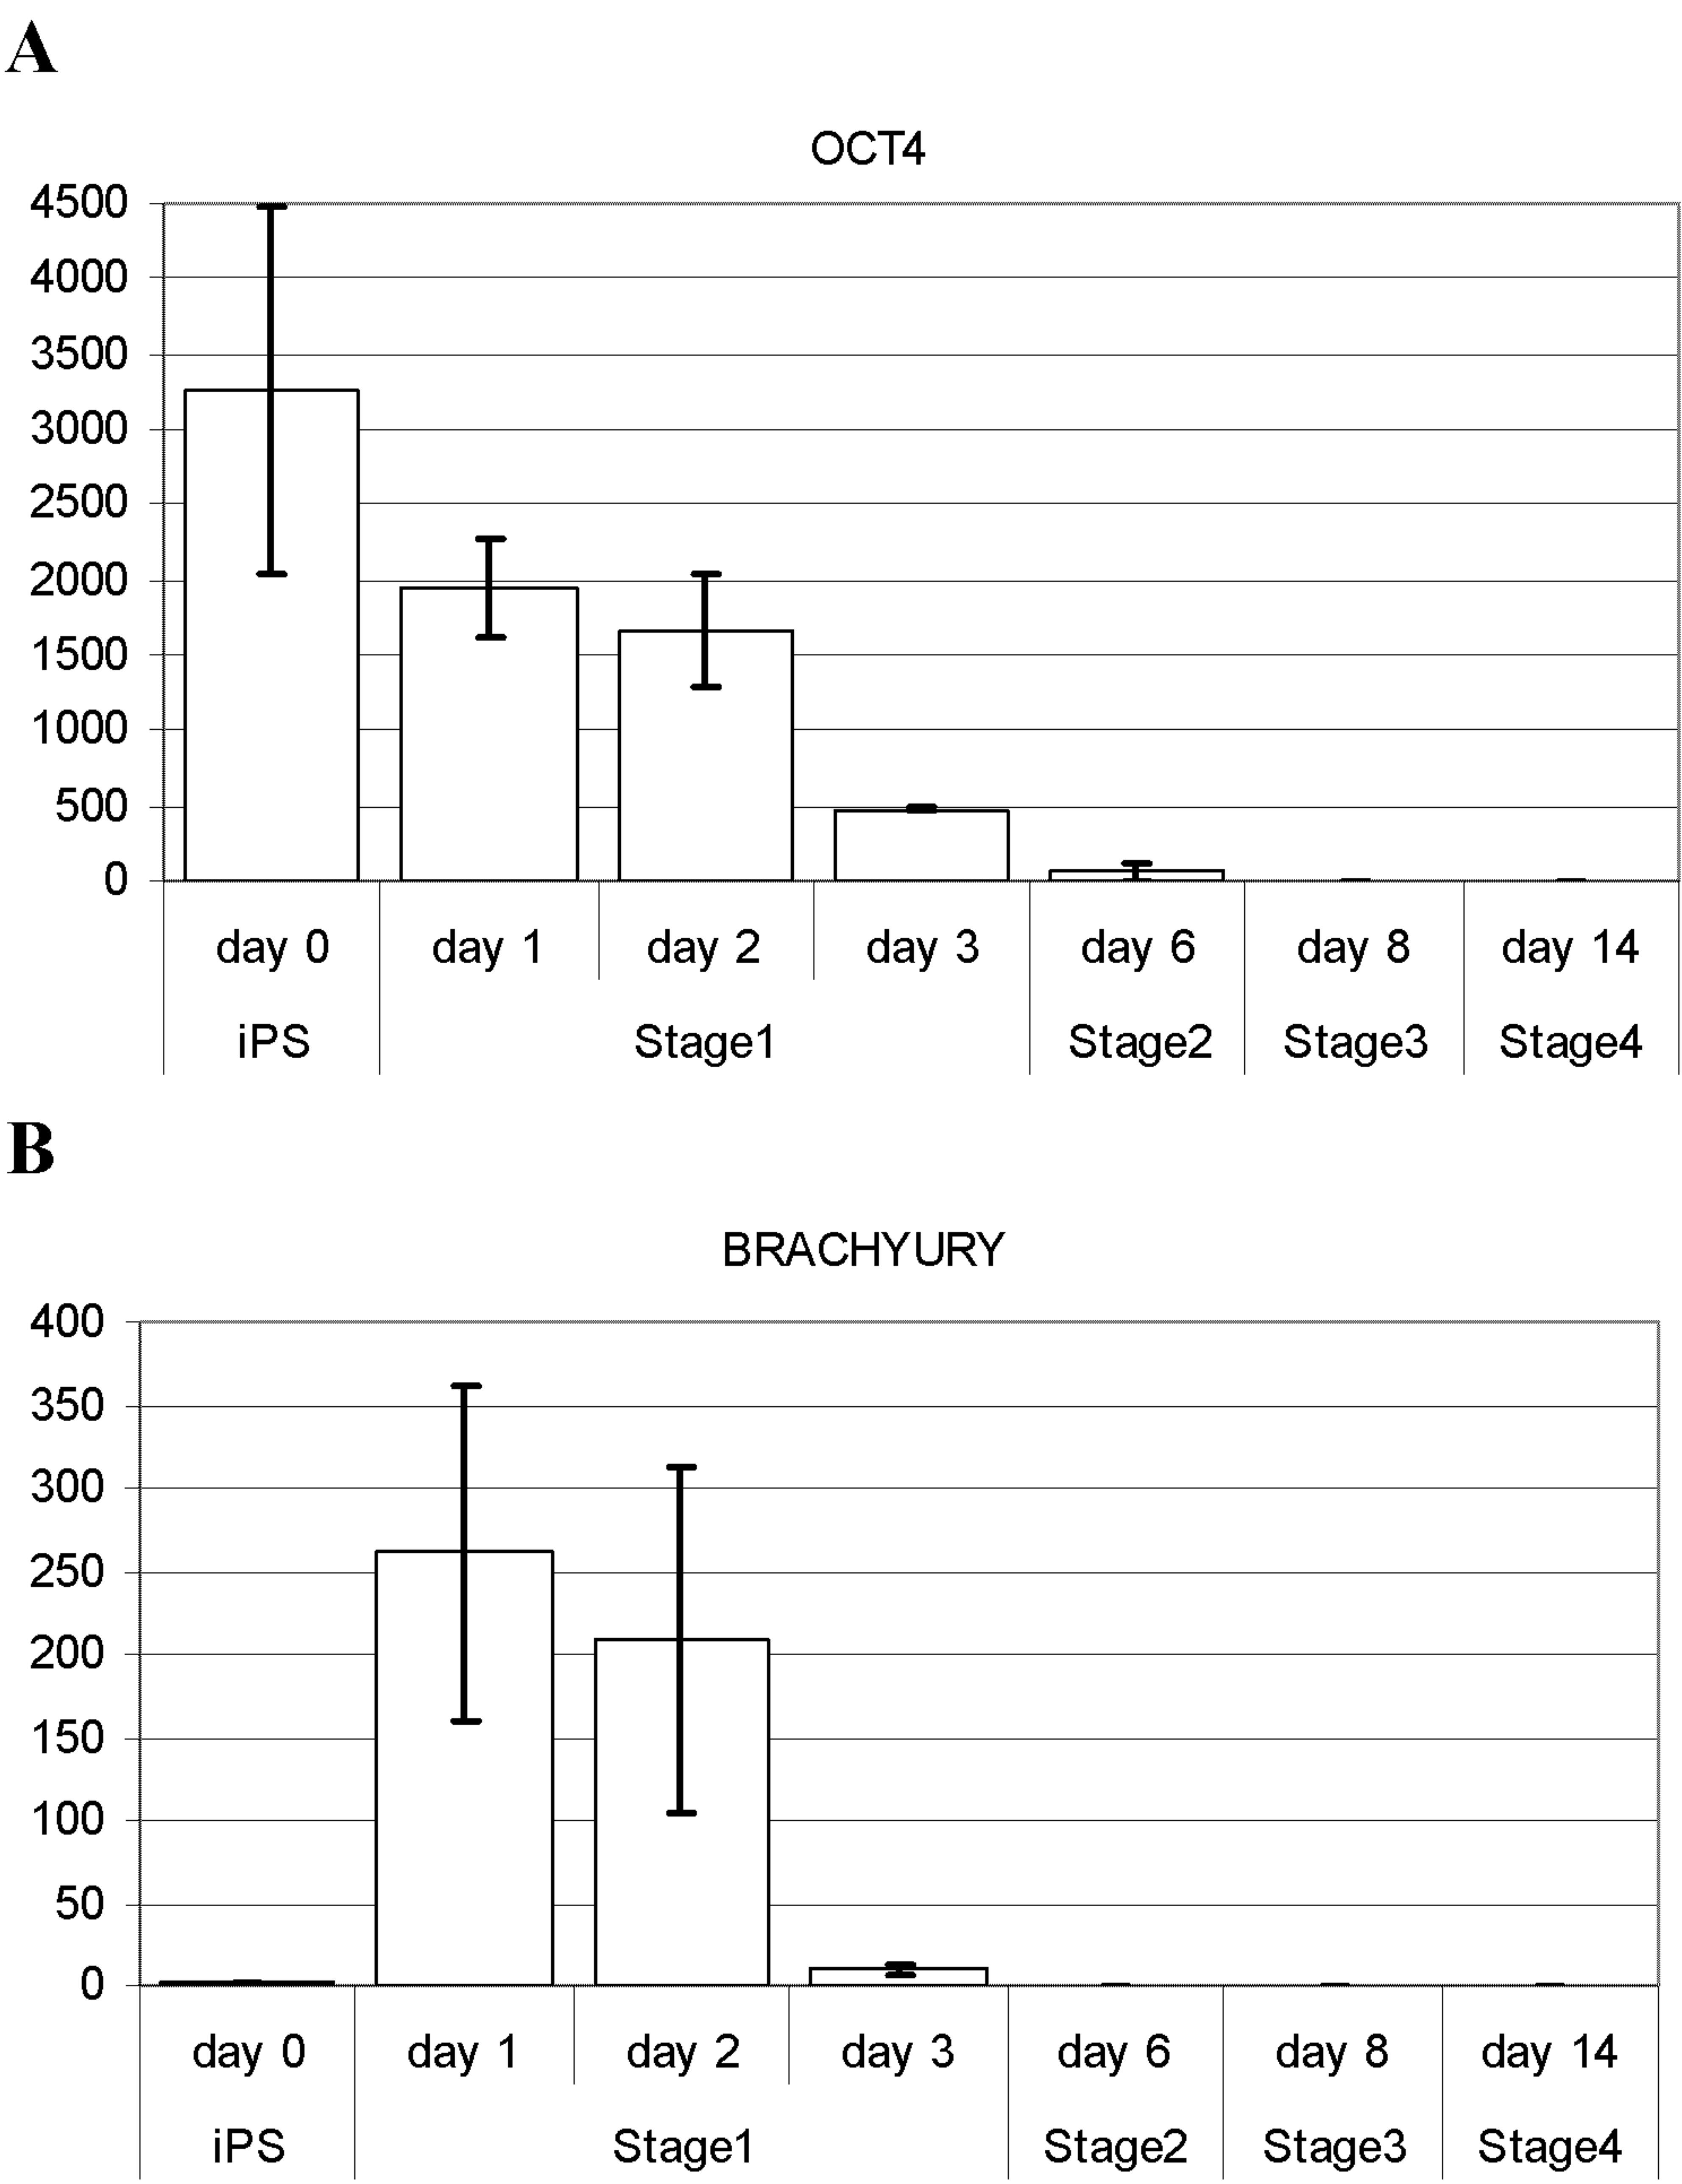 A
OCT4
4500
4000
3500
3000
2500
2000
1500
1000
500
0
day 0 day 1 day 2 day 3 day 6 day 8 day 14
iPS Stage1 Stage2 Stage3 Stage4
B
BRACHYURY
400
350
300
250
200
150
100
50
0
day 0 day 1 day 2 day 3 day 6 day 8 day 14
iPS Stage1 Stage2 Stage3 Stage4